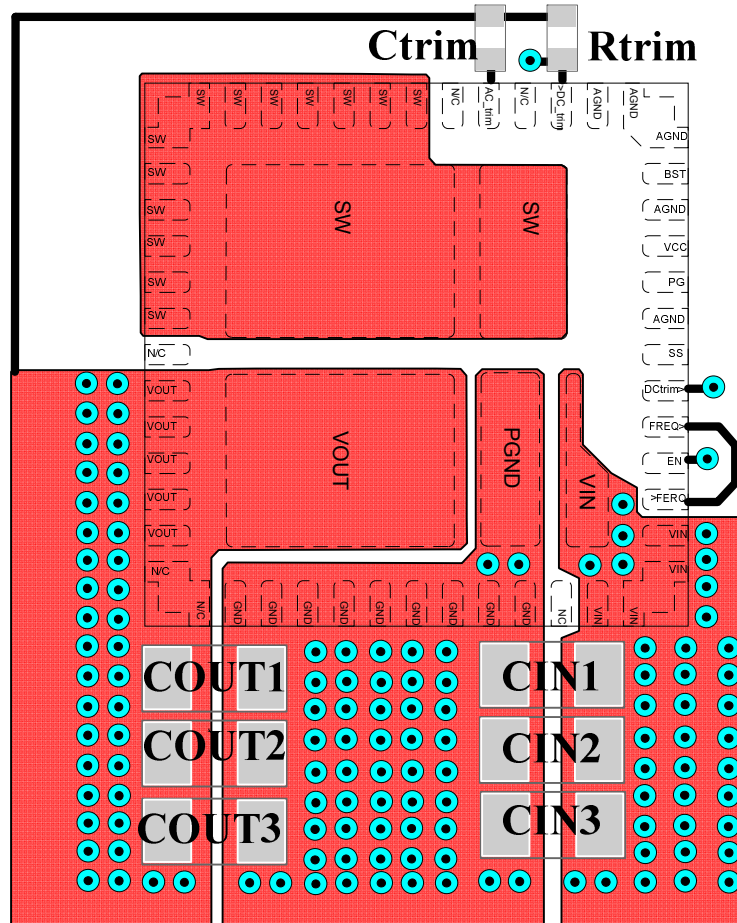 Ctrim
Rtrim
SW
SW
SW
SW
SW
SW
SW
N/C
AC_trim
N/C
>DC_trim
AGND
AGND
SW
AGND
SW
BST
SW
AGND
SW
VCC
SW
PG
SW
AGND
SW
SW
N/C
SS
VOUT
DCtrim>
VOUT
FREQ>
VOUT
EN
VOUT
>FERQ
VOUT
VIN
N/C
VIN
VOUT
PGND
VIN
N/C
GND
GND
GND
GND
GND
GND
GND
GND
GND
NC
VIN
VIN
COUT1
CIN1
COUT2
CIN2
COUT3
CIN3